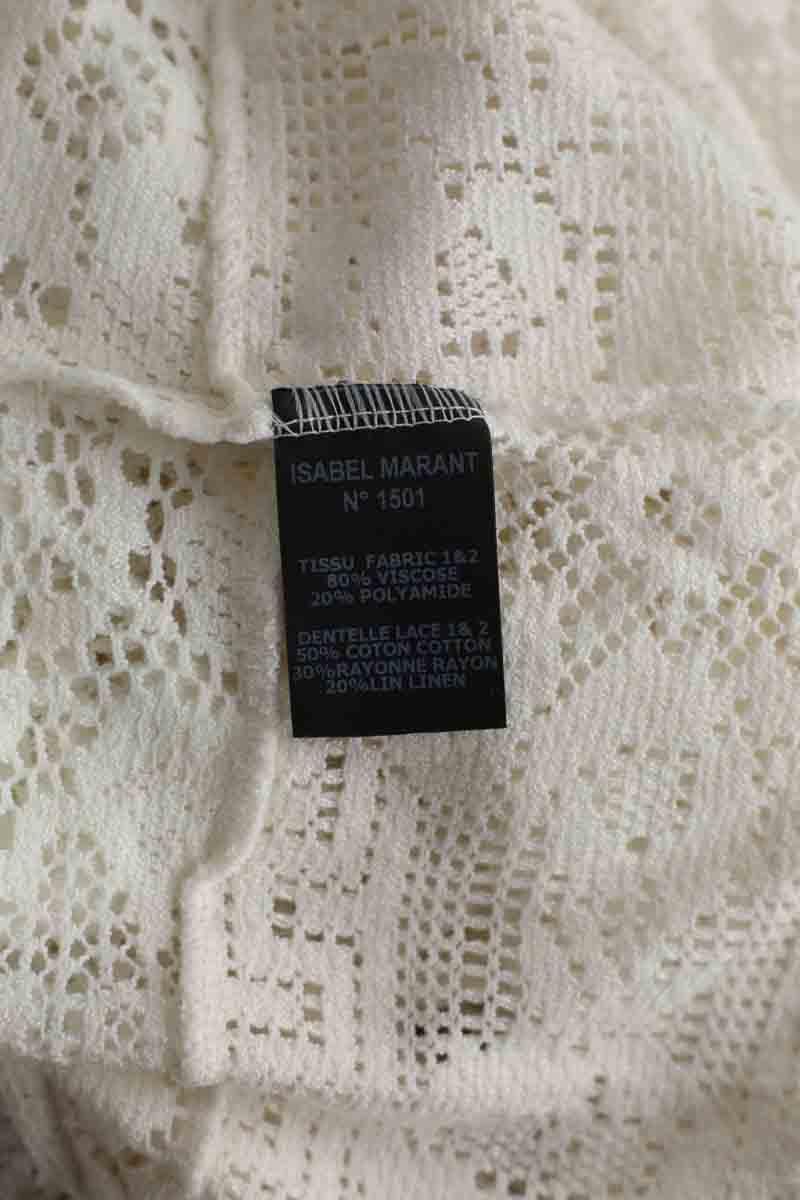 ISABEL MARANT
N° 1501
TISSU FABRIC 1&2
80% VISCOSE
20% POLYAMIDE
DENTELLE LACE 1& 2
50% COTON COTTON
30%RAYONNE RAYON
20%LIN LINEN